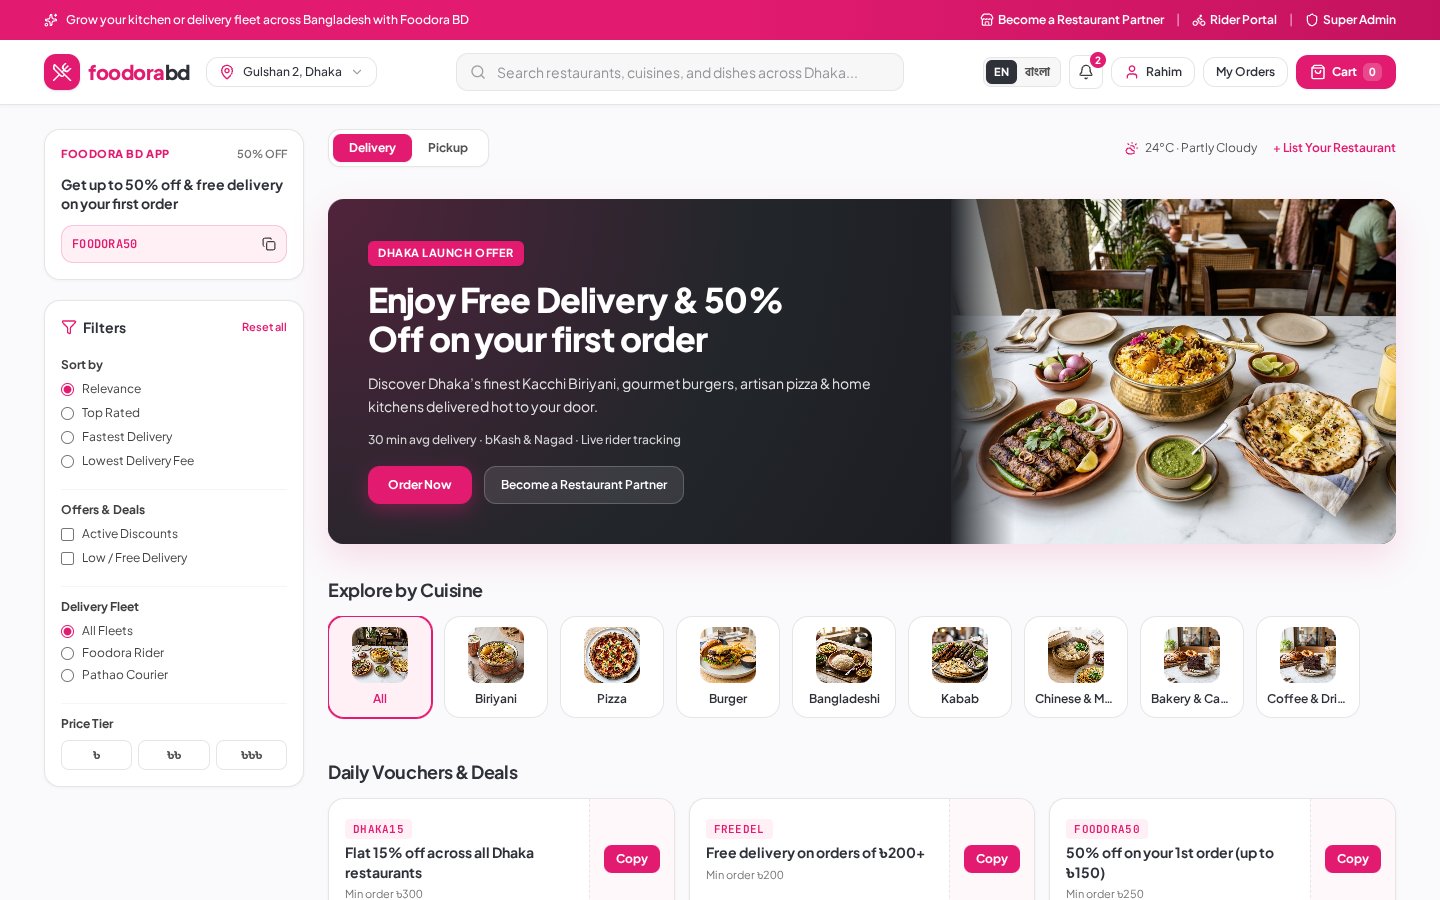 Grow your kitchen or delivery fleet across Bangladesh with Foodora BD
Become a Restaurant Partner | Rider Portal | Super Admin
foodorabd
Gulshan 2, Dhaka
Search restaurants, cuisines, and dishes across Dhaka...
EN বাংলা
2
Rahim
My Orders
Cart 0
FOODORA BD APP
50% OFF
Get up to 50% off & free delivery
on your first order
FOODORA50
Filters
Reset all
Sort by
Relevance
Top Rated
Fastest Delivery
Lowest Delivery Fee
Offers & Deals
Active Discounts
Low / Free Delivery
Delivery Fleet
All Fleets
Foodora Rider
Pathao Courier
Price Tier
৳ ৳৳ ৳৳৳
Delivery Pickup
24°C · Partly Cloudy
+ List Your Restaurant
DHAKA LAUNCH OFFER
Enjoy Free Delivery & 50%
Off on your first order
Discover Dhaka's finest Kacchi Biriyani, gourmet burgers, artisan pizza & home
kitchens delivered hot to your door.
30 min avg delivery · bKash & Nagad · Live rider tracking
Order Now
Become a Restaurant Partner
Explore by Cuisine
All
Biriyani
Pizza
Burger
Bangladeshi
Kabab
Chinese & M...
Bakery & Ca...
Coffee & Dri...
Daily Vouchers & Deals
DHAKA15
Flat 15% off across all Dhaka
restaurants
Min order ৳300
Copy
FREEDEL
Free delivery on orders of ৳200+
Min order ৳200
Copy
FOODORA50
50% off on your 1st order (up to
৳150)
Min order ৳250
Copy